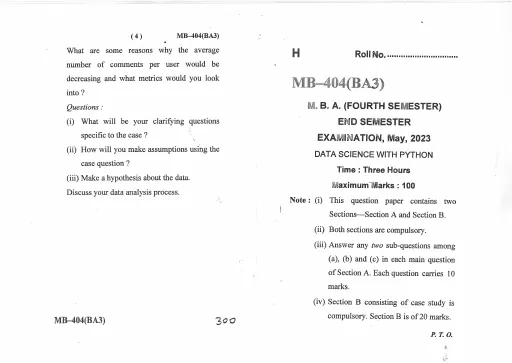 ( 4 ) MB-404(BA3)
What are some reasons why the average
number of comments per user would be
decreasing and what metrics would you look
into ?
Questions :
(i) What will be your clarifying questions
specific to the case ?
(ii) How will you make assumptions using the
case question ?
(iii) Make a hypothesis about the data.
Discuss your data analysis process.
MB-404(BA3) 300
H Roll No. ..............................
MB-404(BA3)
M. B. A. (FOURTH SEMESTER)
END SEMESTER
EXAMINATION, May, 2023
DATA SCIENCE WITH PYTHON
Time : Three Hours
Maximum Marks : 100
Note : (i) This question paper contains two
Sections—Section A and Section B.
(ii) Both sections are compulsory.
(iii) Answer any two sub-questions among
(a), (b) and (c) in each main question
of Section A. Each question carries 10
marks.
(iv) Section B consisting of case study is
compulsory. Section B is of 20 marks.
P. T. O.